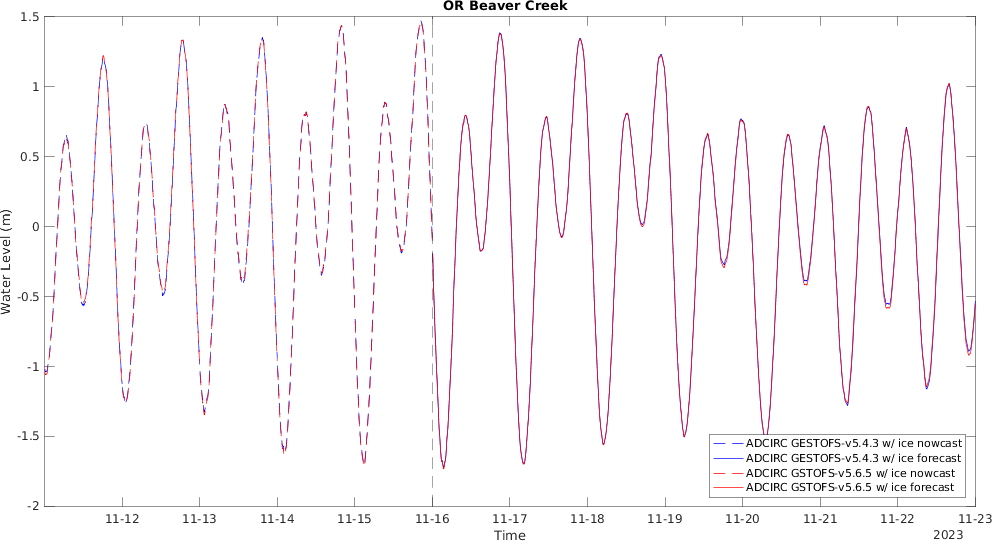 OR Beaver Creek
Water Level (m)
1.5
1
0.5
0
-0.5
-1
-1.5
-2
ADCIRC GESTOFS-v5.4.3 w/ ice nowcast
ADCIRC GESTOFS-v5.4.3 w/ ice forecast
ADCIRC GSTOFS-v5.6.5 w/ ice nowcast
ADCIRC GSTOFS-v5.6.5 w/ ice forecast
11-12 11-13 11-14 11-15 11-16 11-17 11-18 11-19 11-20 11-21 11-22 11-23
Time
2023